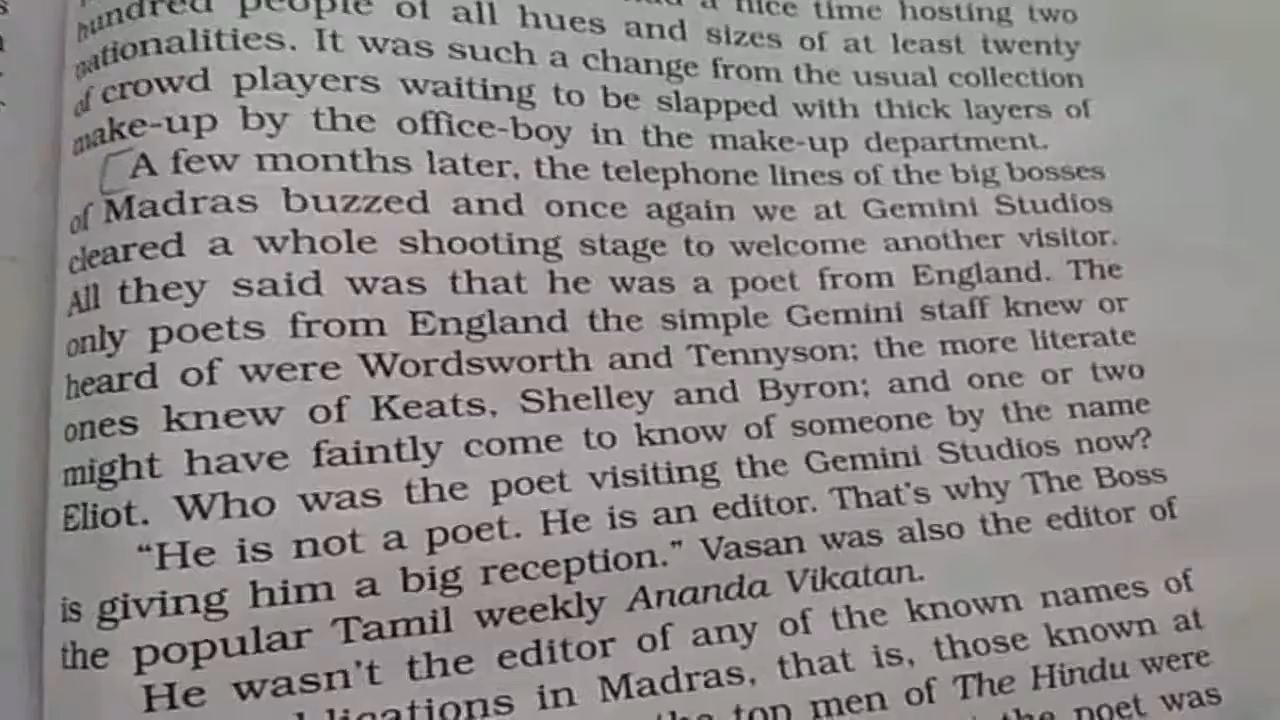 a nice time hosting two
hundred people of all hues and sizes of at least twenty
nationalities. It was such a change from the usual collection
of crowd players waiting to be slapped with thick layers of
make-up by the office-boy in the make-up department.
A few months later, the telephone lines of the big bosses
of Madras buzzed and once again we at Gemini Studios
cleared a whole shooting stage to welcome another visitor.
All they said was that he was a poet from England. The
only poets from England the simple Gemini staff knew or
heard of were Wordsworth and Tennyson; the more literate
ones knew of Keats, Shelley and Byron; and one or two
might have faintly come to know of someone by the name
Eliot. Who was the poet visiting the Gemini Studios now?
“He is not a poet. He is an editor. That's why The Boss
is giving him a big reception.” Vasan was also the editor of
the popular Tamil weekly Ananda Vikatan.
He wasn't the editor of any of the known names of
in Madras, that is, those known at
top men of The Hindu were
the poet was